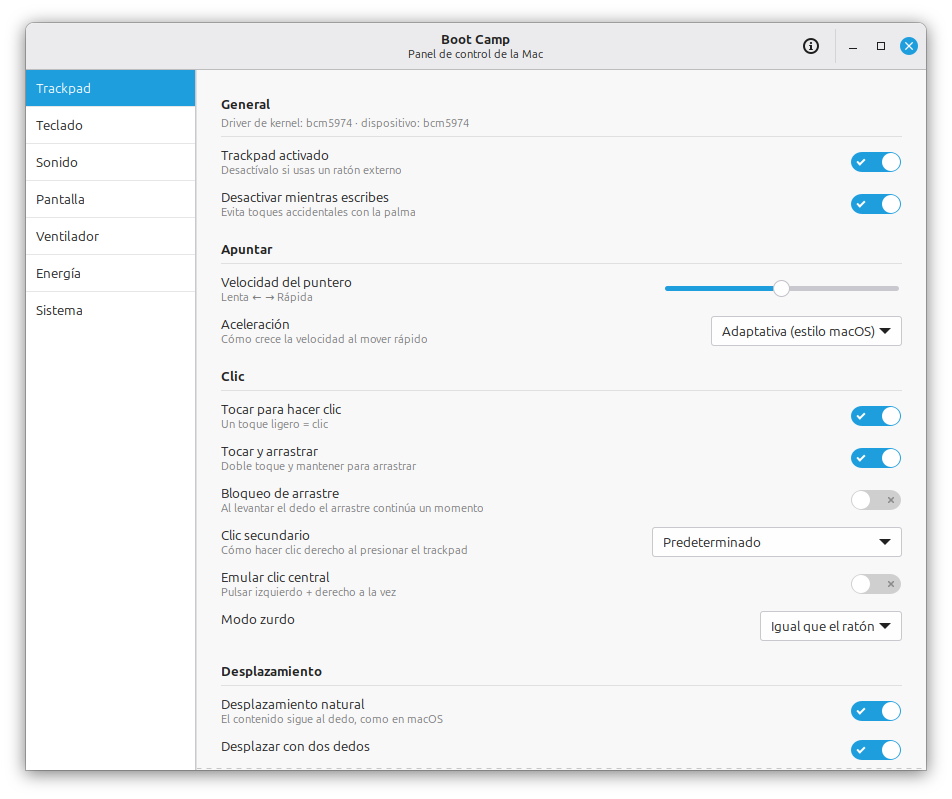 Boot Camp
Panel de control de la Mac
Trackpad
Teclado
Sonido
Pantalla
Ventilador
Energía
Sistema
General
Driver de kernel: bcm5974 · dispositivo: bcm5974
Trackpad activado
Desactívalo si usas un ratón externo
Desactivar mientras escribes
Evita toques accidentales con la palma
Apuntar
Velocidad del puntero
Lenta ← → Rápida
Aceleración
Cómo crece la velocidad al mover rápido
Adaptativa (estilo macOS)
Clic
Tocar para hacer clic
Un toque ligero = clic
Tocar y arrastrar
Doble toque y mantener para arrastrar
Bloqueo de arrastre
Al levantar el dedo el arrastre continúa un momento
Clic secundario
Cómo hacer clic derecho al presionar el trackpad
Predeterminado
Emular clic central
Pulsar izquierdo + derecho a la vez
Modo zurdo
Igual que el ratón
Desplazamiento
Desplazamiento natural
El contenido sigue al dedo, como en macOS
Desplazar con dos dedos